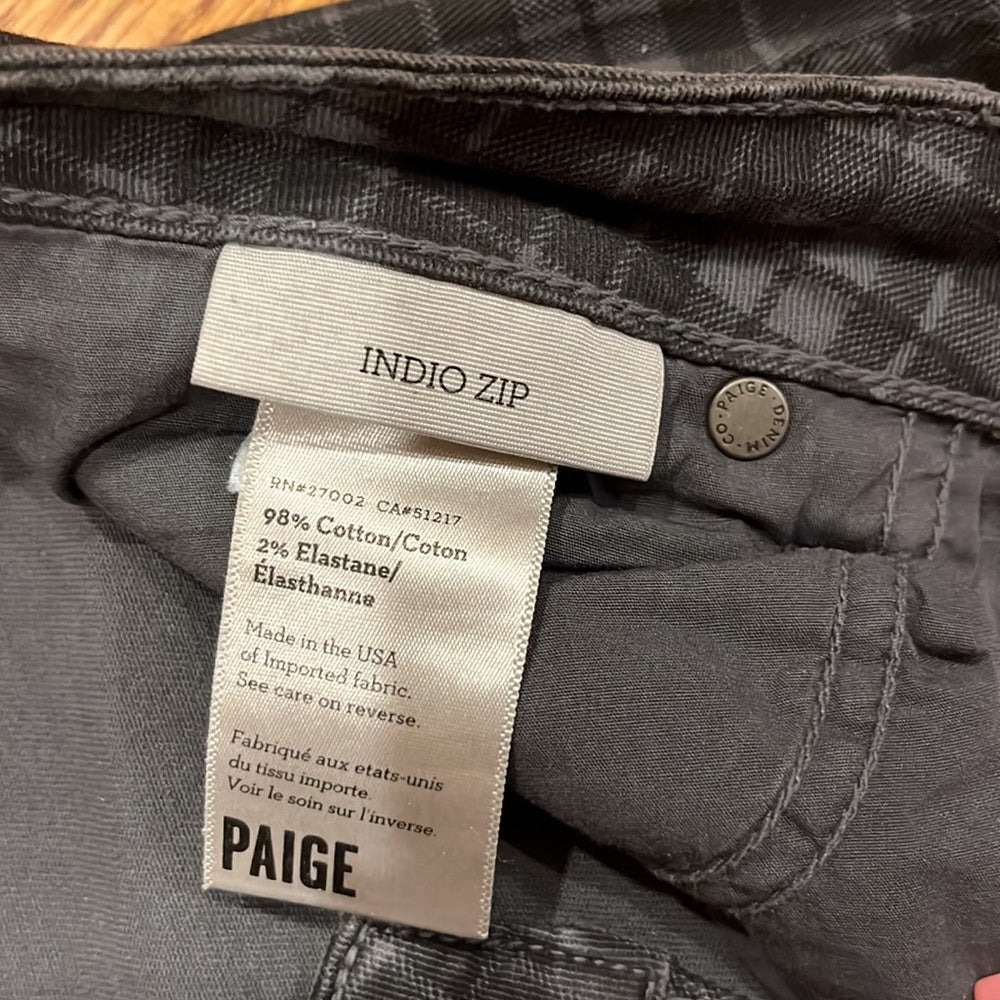 INDIO ZIP
PAIGE · DENIM · CO ·
RN#27002 CA#51217
98% Cotton/Coton
2% Elastane/
Élasthanne
Made in the USA
of Imported fabric.
See care on reverse.
Fabriqué aux etats-unis
du tissu importe.
Voir le soin sur l'inverse.
PAIGE